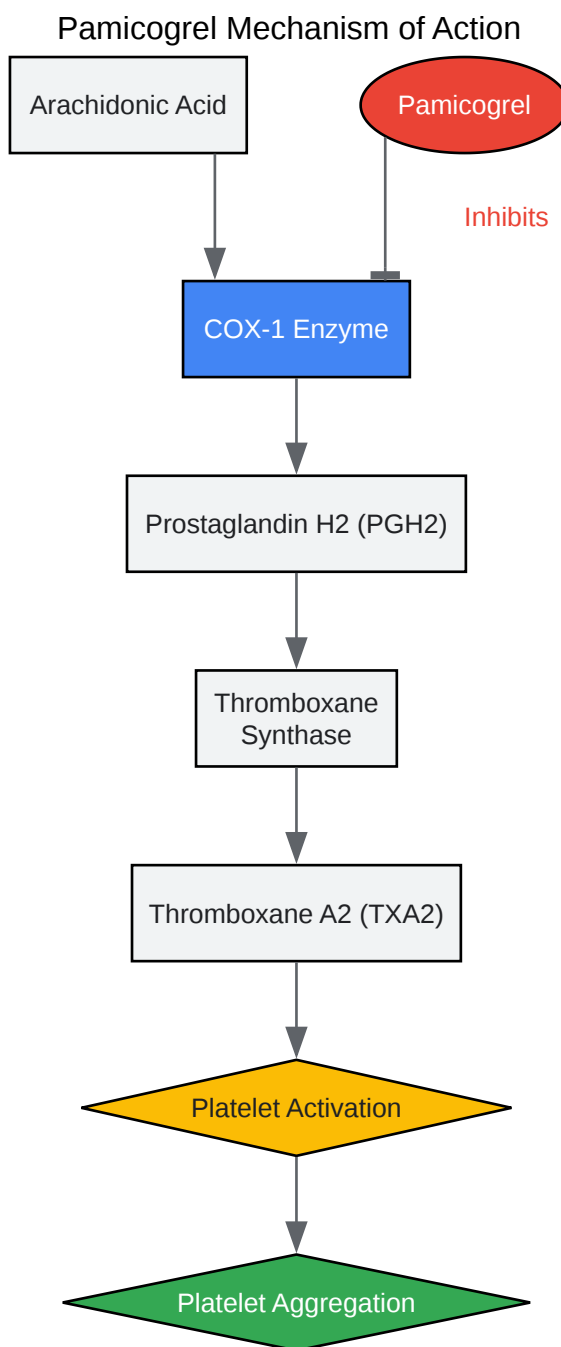 Pamicogrel Mechanism of Action
Arachidonic Acid
Pamicogrel
Inhibits
COX-1 Enzyme
Prostaglandin H2 (PGH2)
Thromboxane
Synthase
Thromboxane A2 (TXA2)
Platelet Activation
Platelet Aggregation